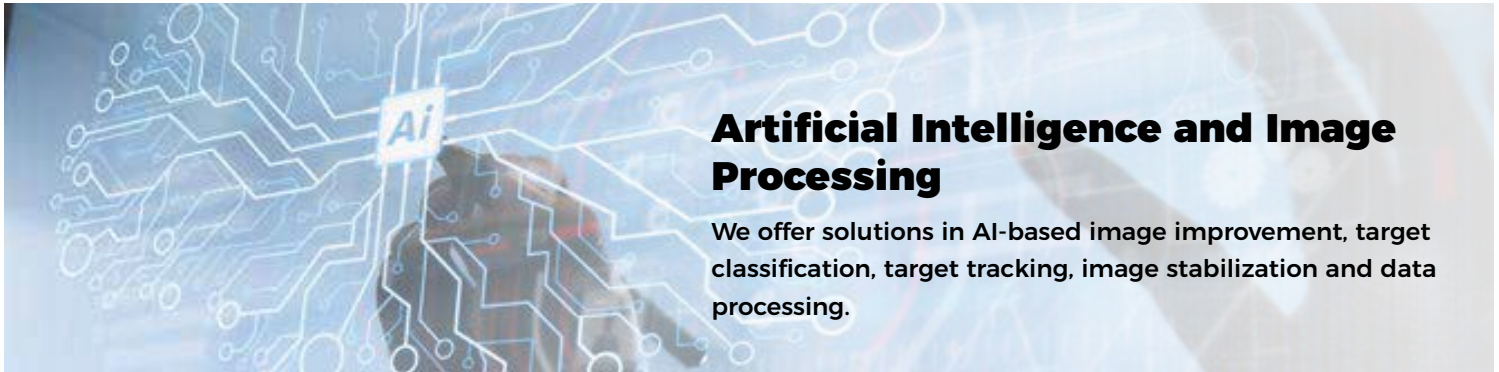 Ai
Artificial Intelligence and Image
Processing
We offer solutions in AI-based image improvement, target
classification, target tracking, image stabilization and data
processing.